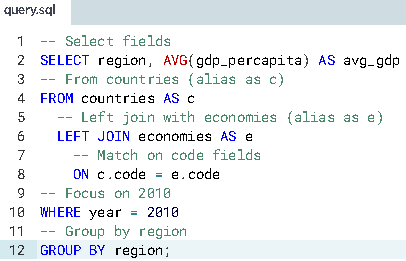 query.sql
1 -- Select fields
2 SELECT region, AVG(gdp_percapita) AS avg_gdp
3 -- From countries (alias as c)
4 FROM countries AS c
5 -- Left join with economies (alias as e)
6 LEFT JOIN economies AS e
7 -- Match on code fields
8 ON c.code = e.code
9 -- Focus on 2010
10 WHERE year = 2010
11 -- Group by region
12 GROUP BY region;